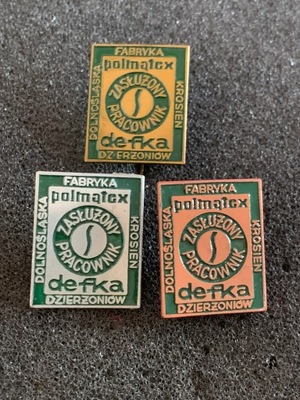 FABRYKA
polmatex
DOLNOŚLĄSKA
ZASŁUŻONY
PRACOWNIK
KROSIEN
defka
DZIERŻONIÓW
FABRYKA
polmatex
DOLNOŚLĄSKA
ZASŁUŻONY
PRACOWNIK
KROSIEN
defka
DZIERŻONIÓW
FABRYKA
polmatex
DOLNOŚLĄSKA
ZASŁUŻONY
PRACOWNIK
KROSIEN
defka
DZIERŻONIÓW